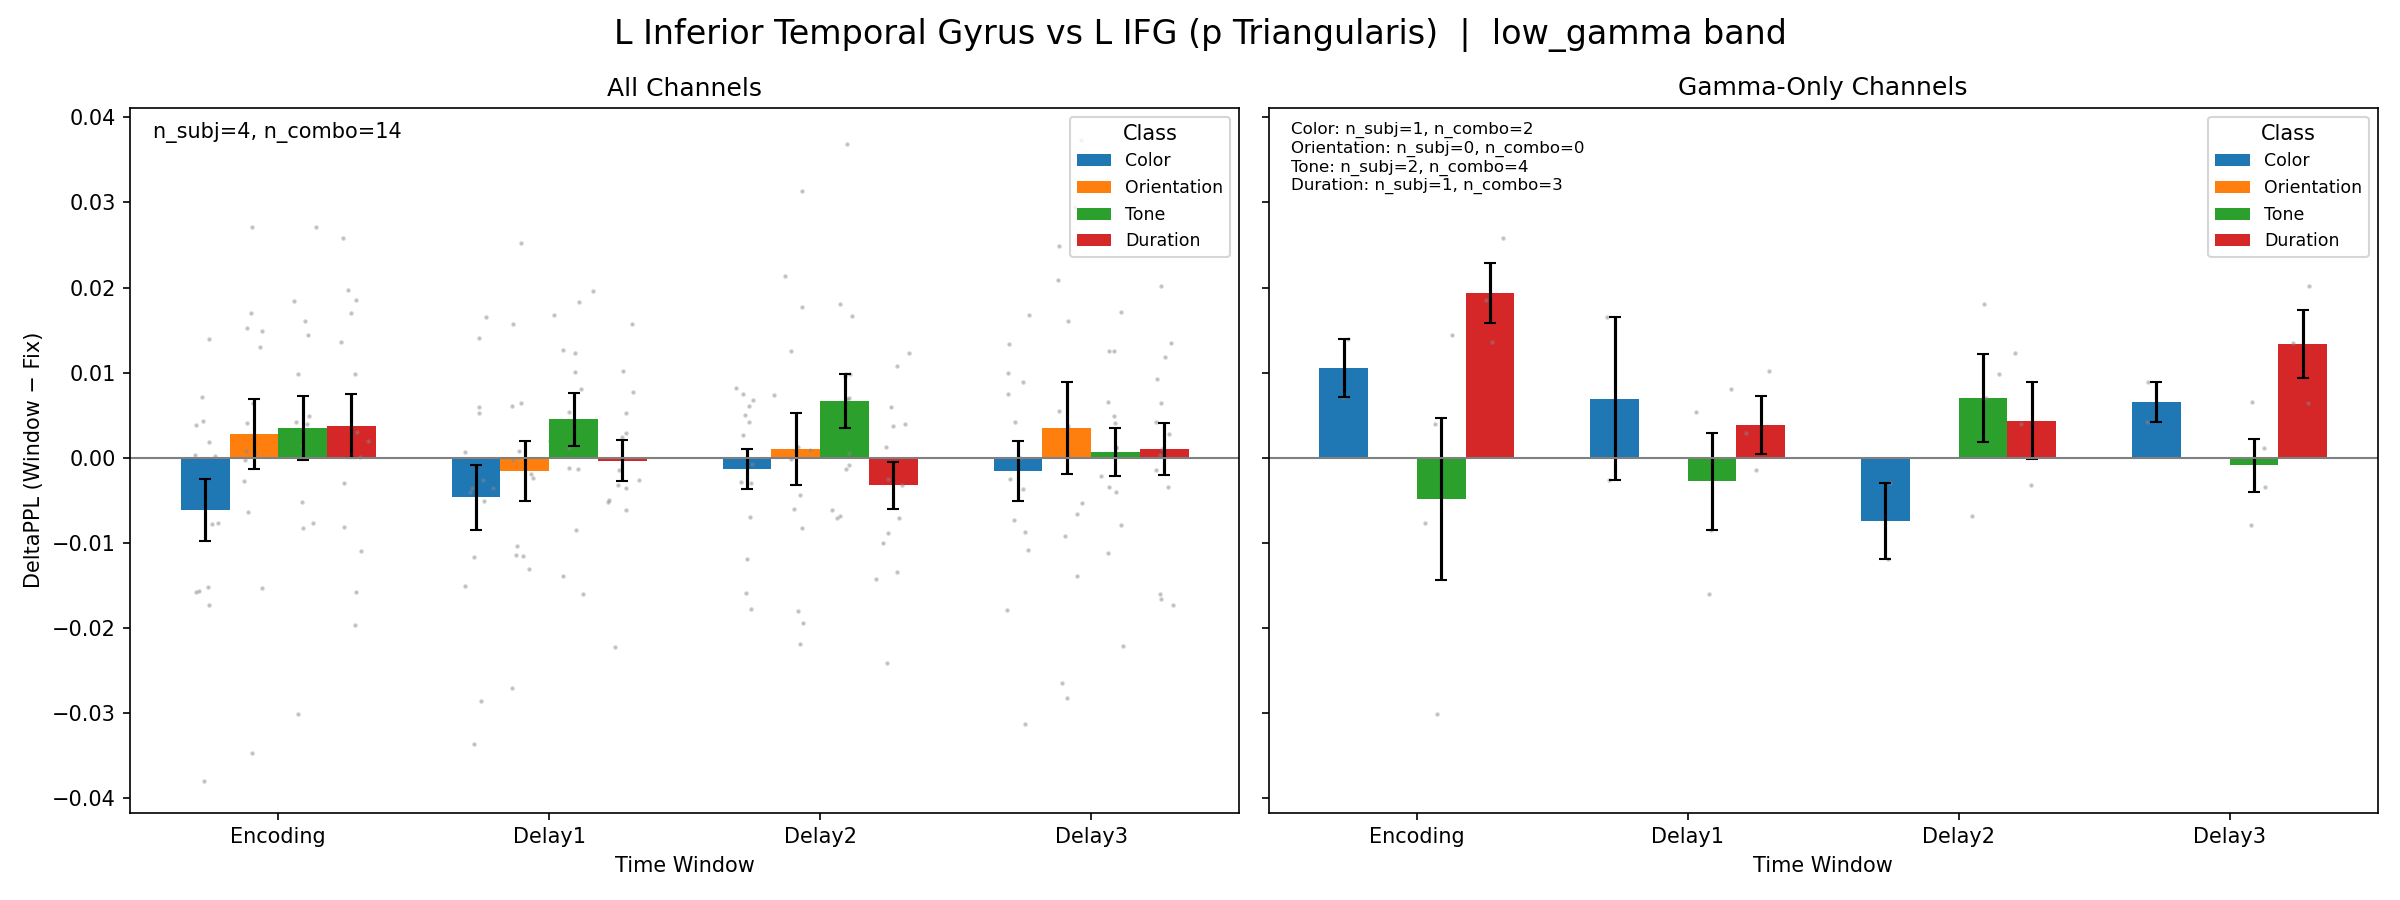 L Inferior Temporal Gyrus vs L IFG (p Triangularis)  |  low_gamma band
All Channels
n_subj=4, n_combo=14
Class
Color
Orientation
Tone
Duration
0.04
0.03
0.02
0.01
0.00
−0.01
−0.02
−0.03
−0.04
DeltaPPL (Window − Fix)
Encoding
Delay1
Delay2
Delay3
Time Window
Gamma-Only Channels
Color: n_subj=1, n_combo=2
Orientation: n_subj=0, n_combo=0
Tone: n_subj=2, n_combo=4
Duration: n_subj=1, n_combo=3
Class
Color
Orientation
Tone
Duration
Encoding
Delay1
Delay2
Delay3
Time Window